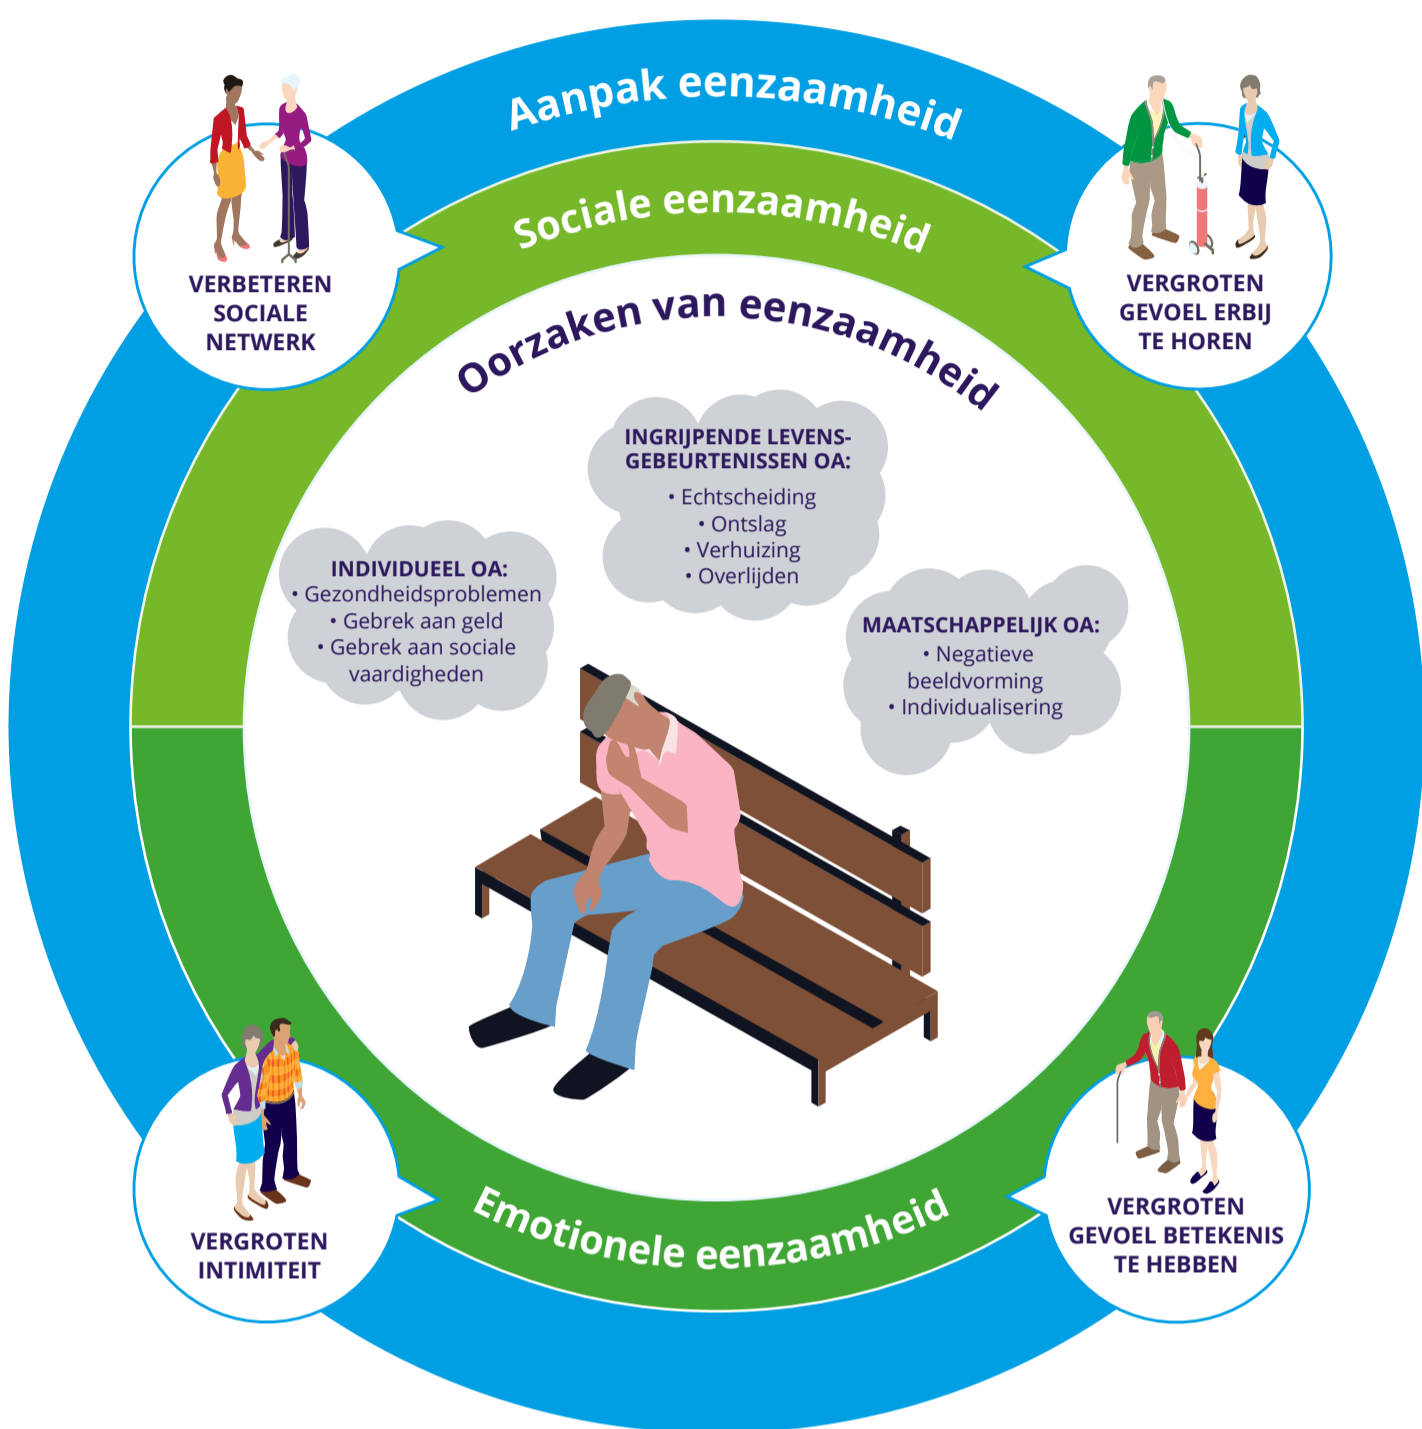 Aanpak eenzaamheid
Sociale eenzaamheid
Oorzaken van eenzaamheid
VERBETEREN
SOCIALE
NETWERK
VERGROTEN
GEVOEL ERBIJ
TE HOREN
INGRIJPENDE LEVENS-
GEBEURTENISSEN OA:
• Echtscheiding
• Ontslag
• Verhuizing
• Overlijden
INDIVIDUEEL OA:
• Gezondheidsproblemen
• Gebrek aan geld
• Gebrek aan sociale
vaardigheden
MAATSCHAPPELIJK OA:
• Negatieve
beeldvorming
• Individualisering
VERGROTEN
INTIMITEIT
Emotionele eenzaamheid
VERGROTEN
GEVOEL BETEKENIS
TE HEBBEN